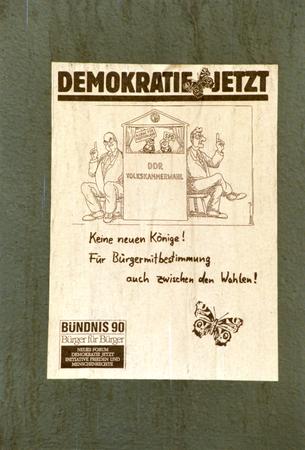 DEMOKRATIE JETZT
DDR
VOLKSKAMMERWAHL
Keine neuen Könige!
Für Bürgermitbestimmung
auch zwischen den Wahlen!
BÜNDNIS 90
Bürger für Bürger
NEUES FORUM
DEMOKRATIE JETZT
INITIATIVE FRIEDEN UND
MENSCHENRECHTE